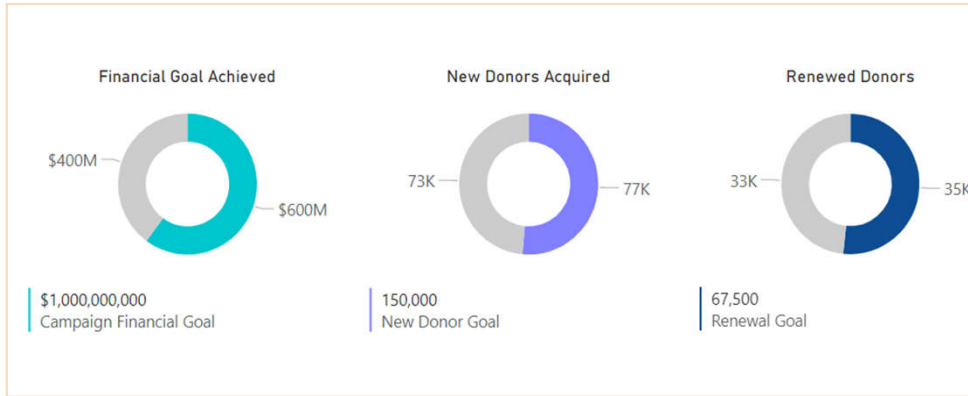 Financial Goal Achieved
$400M
$600M
$1,000,000,000
Campaign Financial Goal
New Donors Acquired
73K
77K
150,000
New Donor Goal
Renewed Donors
33K
35K
67,500
Renewal Goal